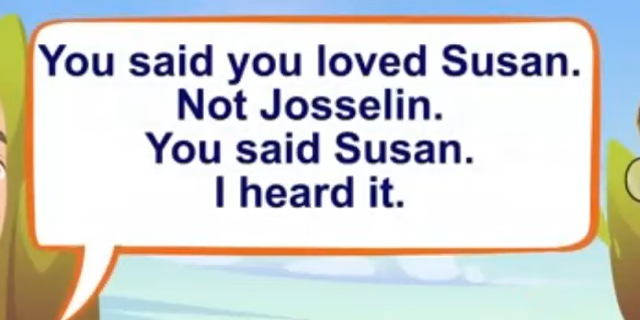 You said you loved Susan.
Not Josselin.
You said Susan.
I heard it.